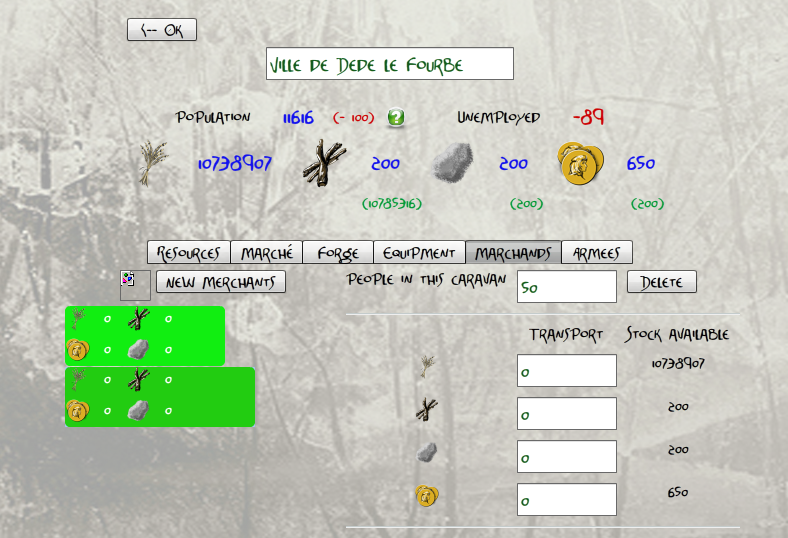 <-- OK
Ville de Dede le Fourbe
Population 11616 (- 100) ? Unemployed -89
10738907 200 200 650
(10785316) (200) (200)
Resources Marché Forge Equipment Marchands Armees
New Merchants People in this caravan 50 Delete
0 0
0 0
0 0
0 0
Transport Stock available
0 10738907
0 200
0 200
0 650